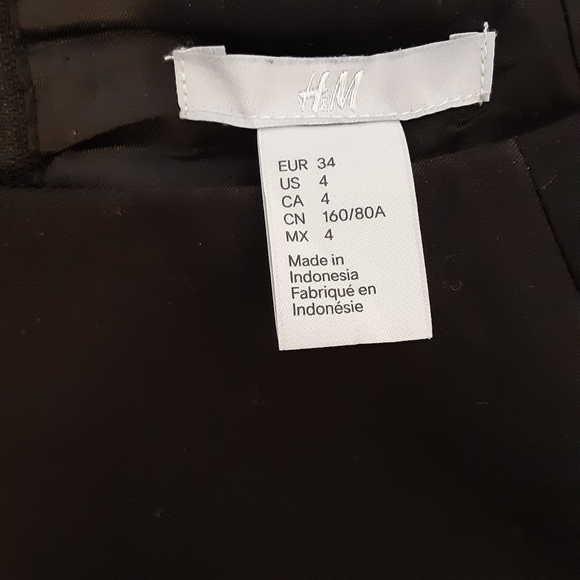 H&M
EUR 34
US 4
CA 4
CN 160/80A
MX 4
Made in
Indonesia
Fabriqué en
Indonésie